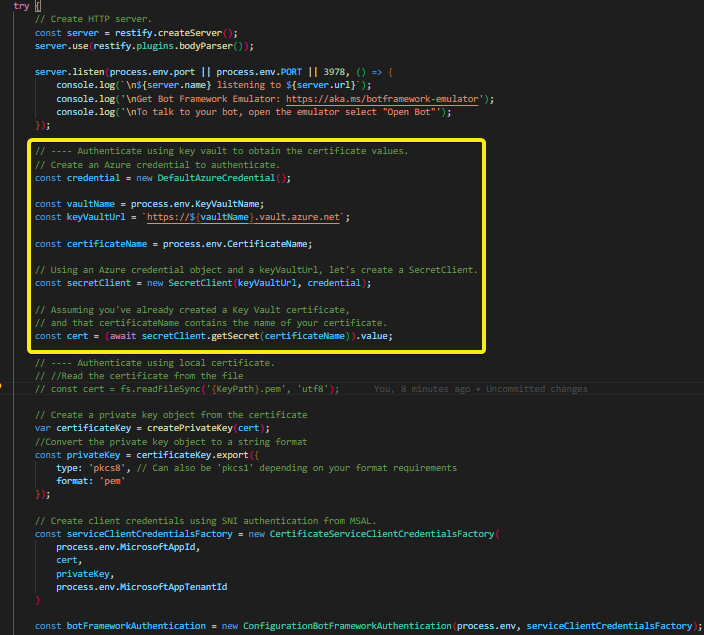 try {
// Create HTTP server.
const server = restify.createServer();
server.use(restify.plugins.bodyParser());
server.listen(process.env.port || process.env.PORT || 3978, () => {
console.log(`\n${server.name} listening to ${server.url}`);
console.log('\nGet Bot Framework Emulator: https://aka.ms/botframework-emulator');
console.log('\nTo talk to your bot, open the emulator select "Open Bot"');
});
// ---- Authenticate using key vault to obtain the certificate values.
// Create an Azure credential to authenticate.
const credential = new DefaultAzureCredential();
const vaultName = process.env.KeyVaultName;
const keyVaultUrl = `https://${vaultName}.vault.azure.net`;
const certificateName = process.env.CertificateName;
// Using an Azure credential object and a keyVaultUrl, let's create a SecretClient.
const secretClient = new SecretClient(keyVaultUrl, credential);
// Assuming you've already created a Key Vault certificate,
// and that certificateName contains the name of your certificate.
const cert = (await secretClient.getSecret(certificateName)).value;
// ---- Authenticate using local certificate.
// //Read the certificate from the file
// const cert = fs.readFileSync('{KeyPath}.pem', 'utf8'); You, 8 minutes ago • Uncommitted changes
// Create a private key object from the certificate
var certificateKey = createPrivateKey(cert);
//Convert the private key object to a string format
const privateKey = certificateKey.export({
type: 'pkcs8', // Can also be 'pkcs1' depending on your format requirements
format: 'pem'
});
// Create client credentials using SNI authentication from MSAL.
const serviceClientCredentialsFactory = new CertificateServiceClientCredentialsFactory(
process.env.MicrosoftAppId,
cert,
privateKey,
process.env.MicrosoftAppTenantId
)
const botFrameworkAuthentication = new ConfigurationBotFrameworkAuthentication(process.env, serviceClientCredentialsFactory);